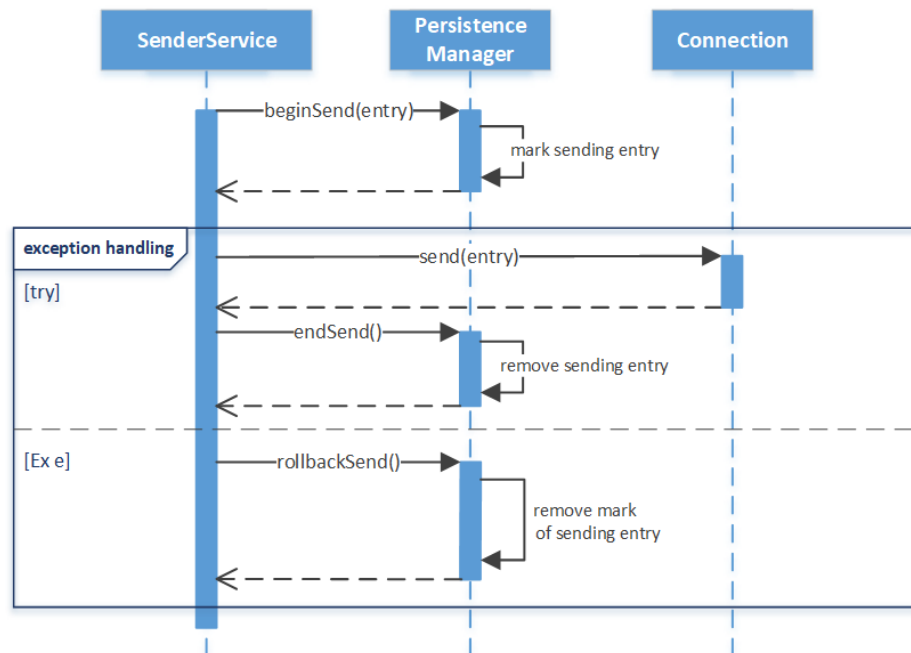 SenderService
Persistence
Manager
Connection
beginSend(entry)
mark sending entry
exception handling
send(entry)
[try]
endSend()
remove sending entry
[Ex e]
rollbackSend()
remove mark
of sending entry